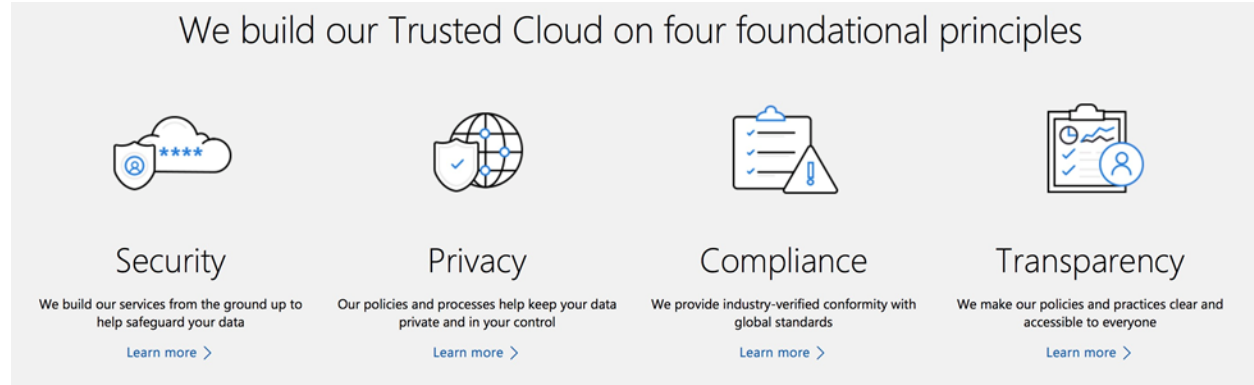 We build our Trusted Cloud on four foundational principles
****
Security
We build our services from the ground up to
help safeguard your data
Learn more >
Privacy
Our policies and processes help keep your data
private and in your control
Learn more >
Compliance
We provide industry-verified conformity with
global standards
Learn more >
Transparency
We make our policies and practices clear and
accessible to everyone
Learn more >